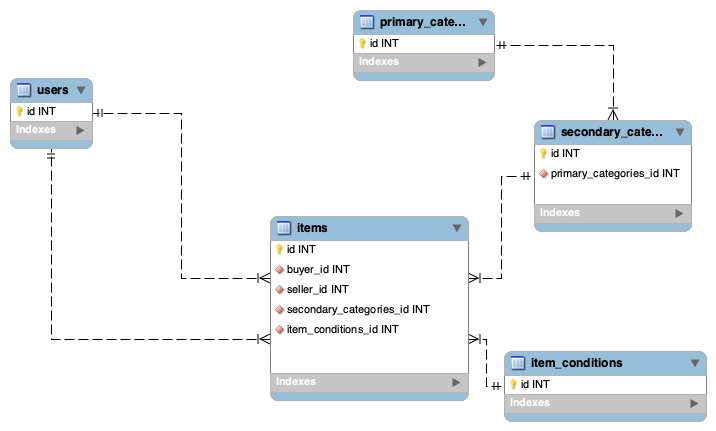 primary_cate...
id INT
Indexes
users
id INT
Indexes
secondary_cate...
id INT
primary_categories_id INT
Indexes
items
id INT
buyer_id INT
seller_id INT
secondary_categories_id INT
item_conditions_id INT
Indexes
item_conditions
id INT
Indexes